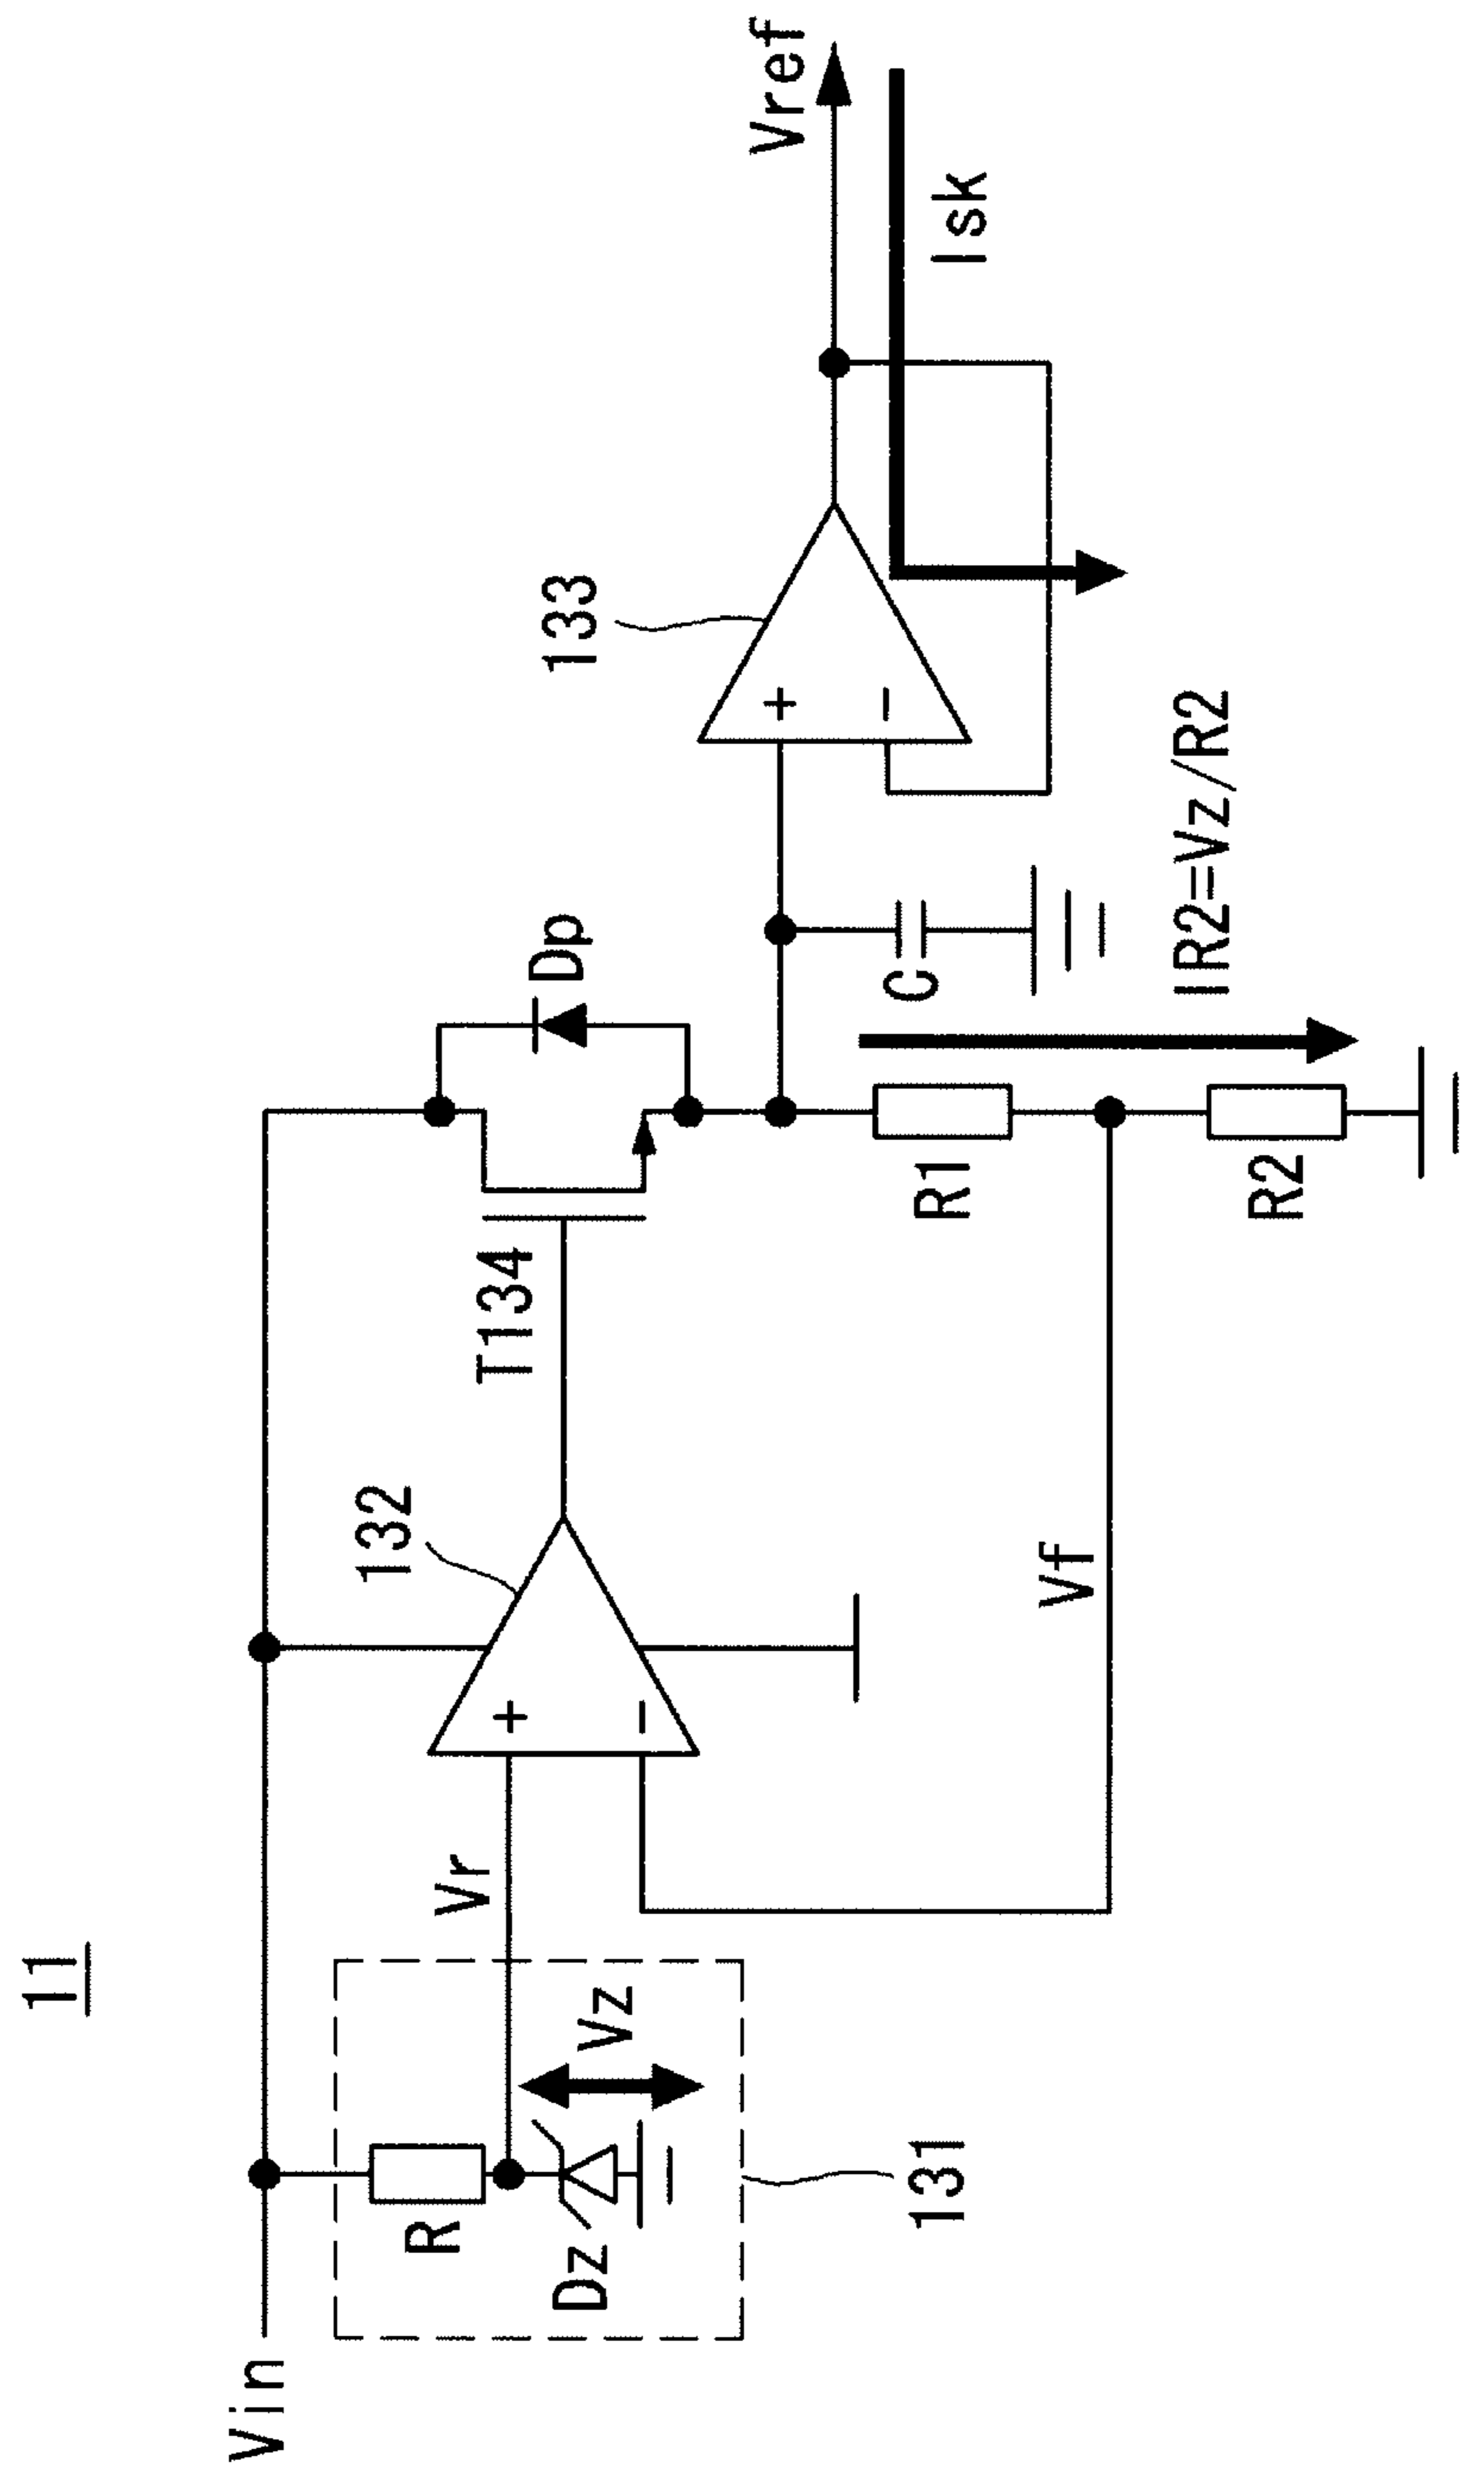 11
Vin
R
Dz
Vz
131
Vr
+
−
132
Vf
T134
Dp
R1
R2
IR2=Vz/R2
C
+
−
133
Isk
Vref